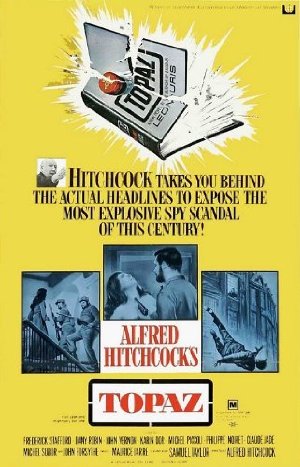 TOPAZ
LEON URIS
HITCHCOCK TAKES YOU BEHIND
THE ACTUAL HEADLINES TO EXPOSE THE
MOST EXPLOSIVE SPY SCANDAL
OF THIS CENTURY!
ALFRED
HITCHCOCK'S
TOPAZ
M
FREDERICK STAFFORD DANY ROBIN JOHN VERNON KARIN DOR MICHEL PICCOLI PHILIPPE NOIRET CLAUDE JADE
MICHEL SUBOR JOHN FORSYTHE MAURICE JARRE SAMUEL TAYLOR ALFRED HITCHCOCK